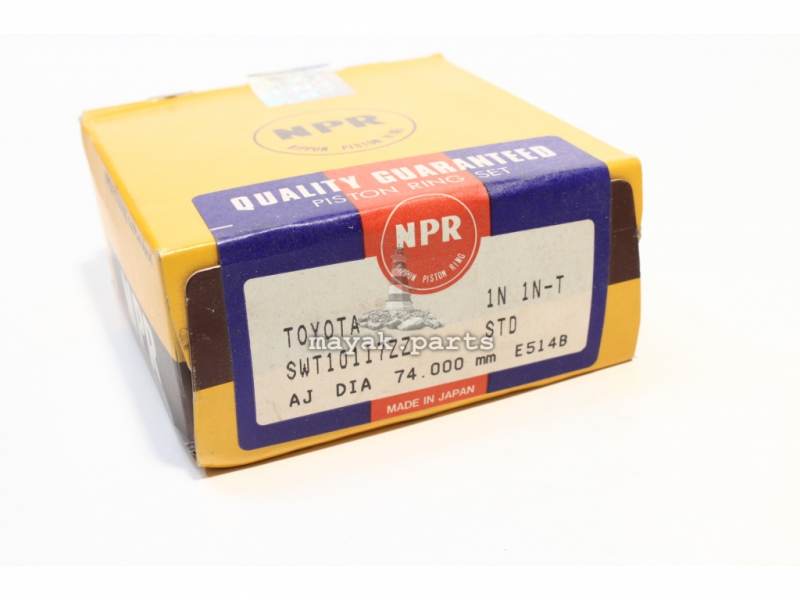 NPR
NIPPON PISTON RING
QUALITY GUARANTEED
PISTON RING SET
NPR
NIPPON PISTON RING
TOYOTA 1N 1N-T
SWT10117ZZ STD
AJ DIA 74.000 mm E514B
MADE IN JAPAN
mayak-parts
NPR